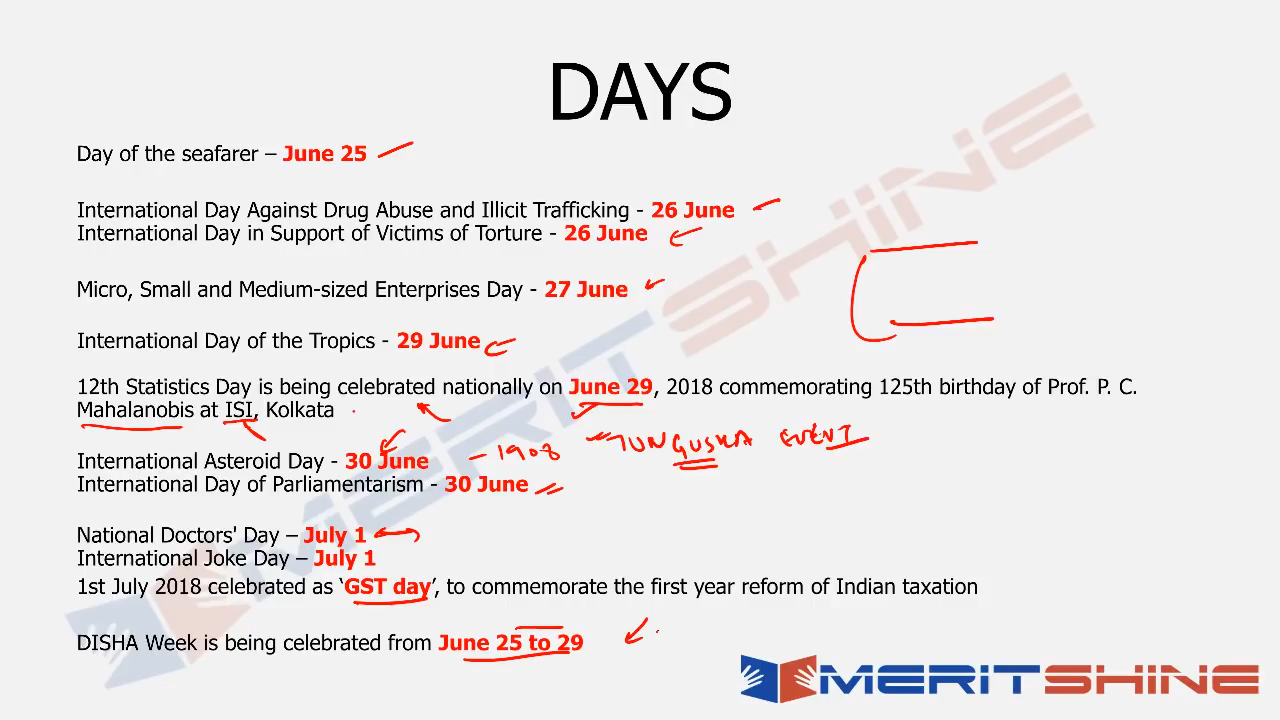 DAYS
Day of the seafarer – June 25
International Day Against Drug Abuse and Illicit Trafficking - 26 June
International Day in Support of Victims of Torture - 26 June
Micro, Small and Medium-sized Enterprises Day - 27 June
International Day of the Tropics - 29 June
12th Statistics Day is being celebrated nationally on June 29, 2018 commemorating 125th birthday of Prof. P. C.
Mahalanobis at ISI, Kolkata
International Asteroid Day - 30 June - 1908 TUNGUSKA EVENT
International Day of Parliamentarism - 30 June
National Doctors' Day – July 1
International Joke Day – July 1
1st July 2018 celebrated as ‘GST day’, to commemorate the first year reform of Indian taxation
DISHA Week is being celebrated from June 25 to 29
MERITSHINE
MERITSHINE